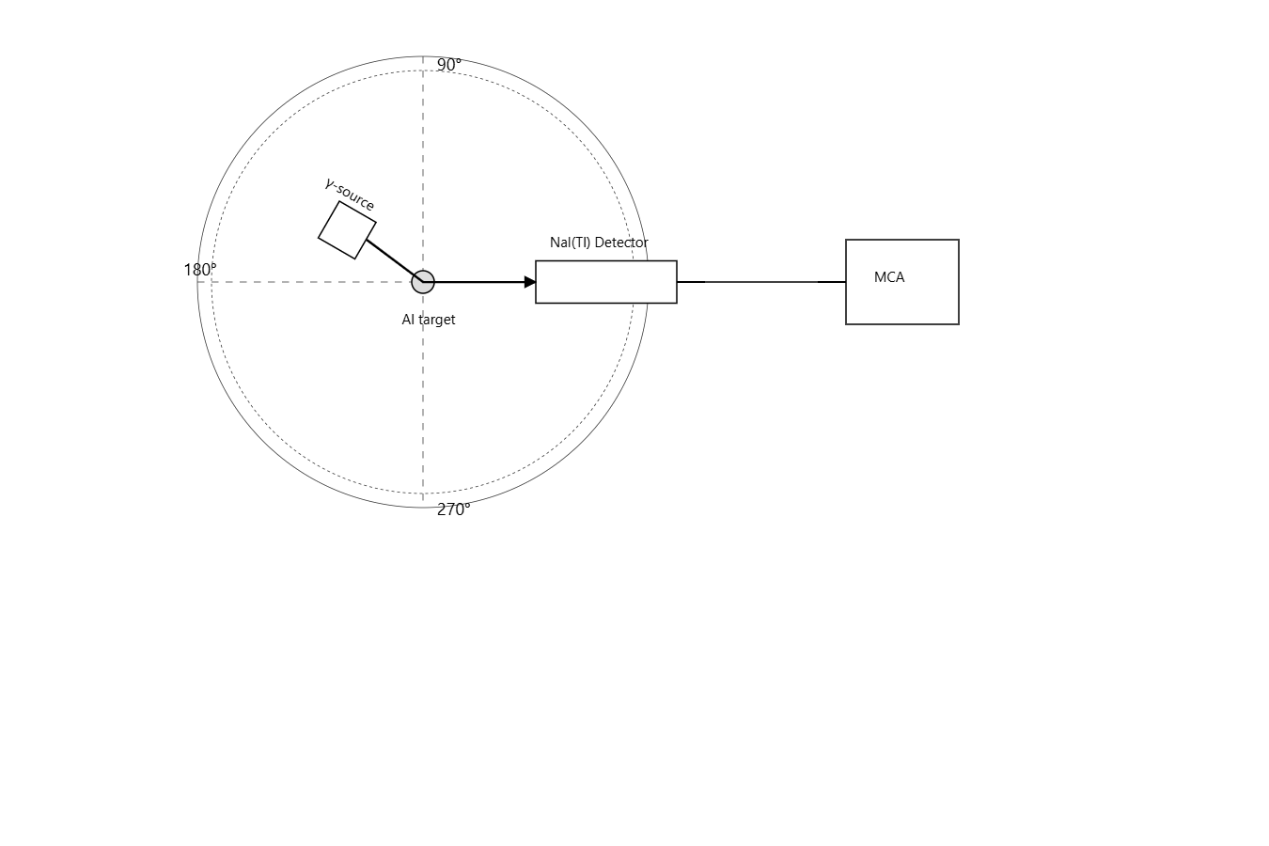 90°
γ-source
NaI(Tl) Detector
180°
MCA
Al target
270°